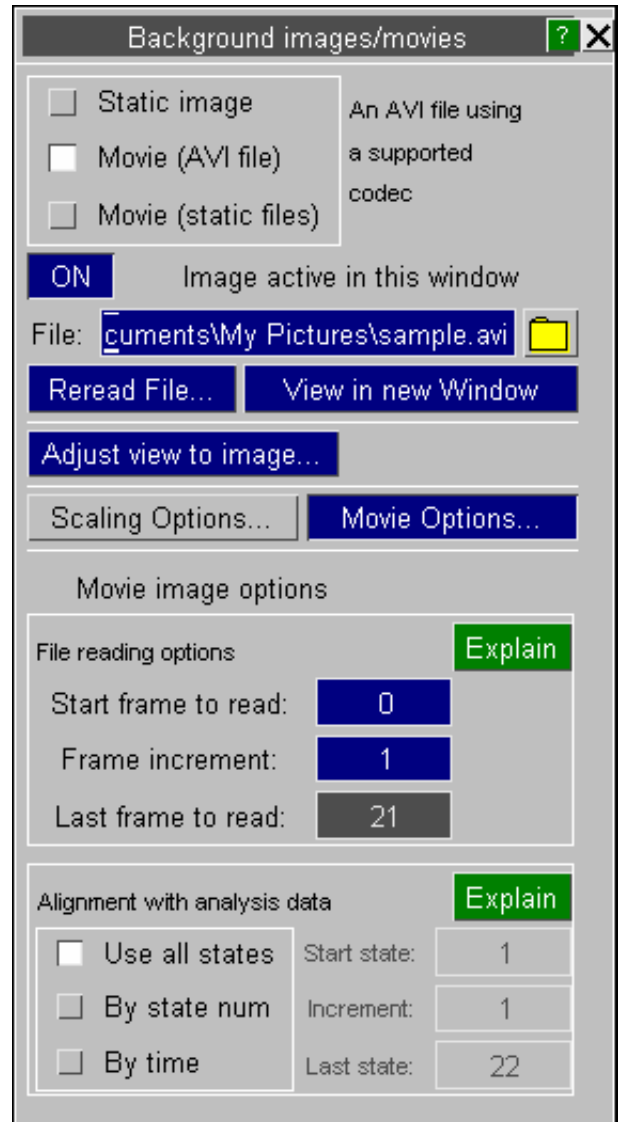 Background images/movies ? X
Static image
Movie (AVI file)
Movie (static files)
An AVI file using
a supported
codec
ON Image active in this window
File: cuments\My Pictures\sample.avi
Reread File... View in new Window
Adjust view to image...
Scaling Options... Movie Options...
Movie image options
File reading options Explain
Start frame to read: 0
Frame increment: 1
Last frame to read: 21
Alignment with analysis data Explain
Use all states Start state: 1
By state num Increment: 1
By time Last state: 22